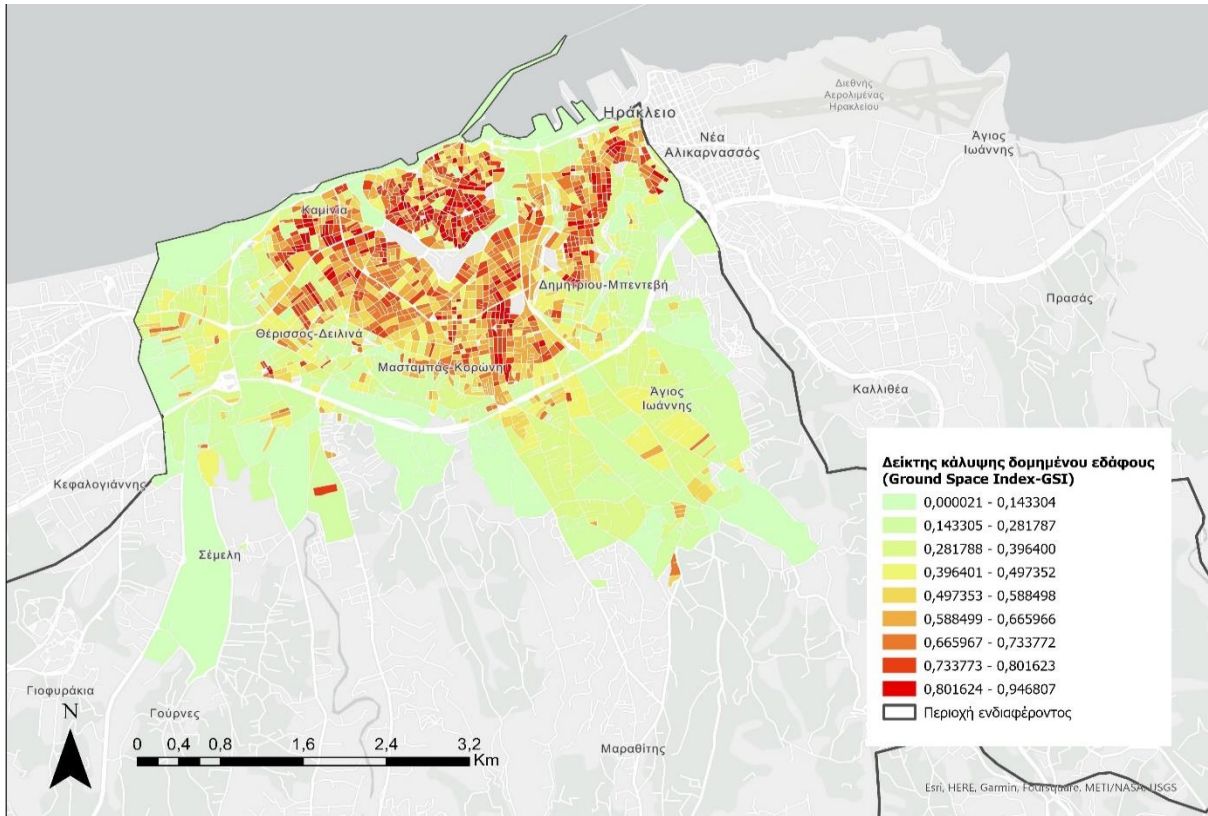 Διεθνής
Αερολιμένας
Ηρακλείου
Ηράκλειο
Νέα
Αλικαρνασσός
Άγιος
Ιωάννης
Καμίνια
Δημητρίου-Μπεντεβή
Πρασάς
Θέρισσος-Δειλινά
Μασταμπάς-Κορώνη
Άγιος
Ιωάννης
Καλλιθέα
Κεφαλογιάννης
Σέμελη
Γιοφυράκια
Γούρνες
Μαραθίτης
N
0 0,4 0,8 1,6 2,4 3,2
Km
Δείκτης κάλυψης δομημένου εδάφους
(Ground Space Index-GSI)
0,000021 - 0,143304
0,143305 - 0,281787
0,281788 - 0,396400
0,396401 - 0,497352
0,497353 - 0,588498
0,588499 - 0,665966
0,665967 - 0,733772
0,733773 - 0,801623
0,801624 - 0,946807
Περιοχή ενδιαφέροντος
Esri, HERE, Garmin, Foursquare, METI/NASA, USGS